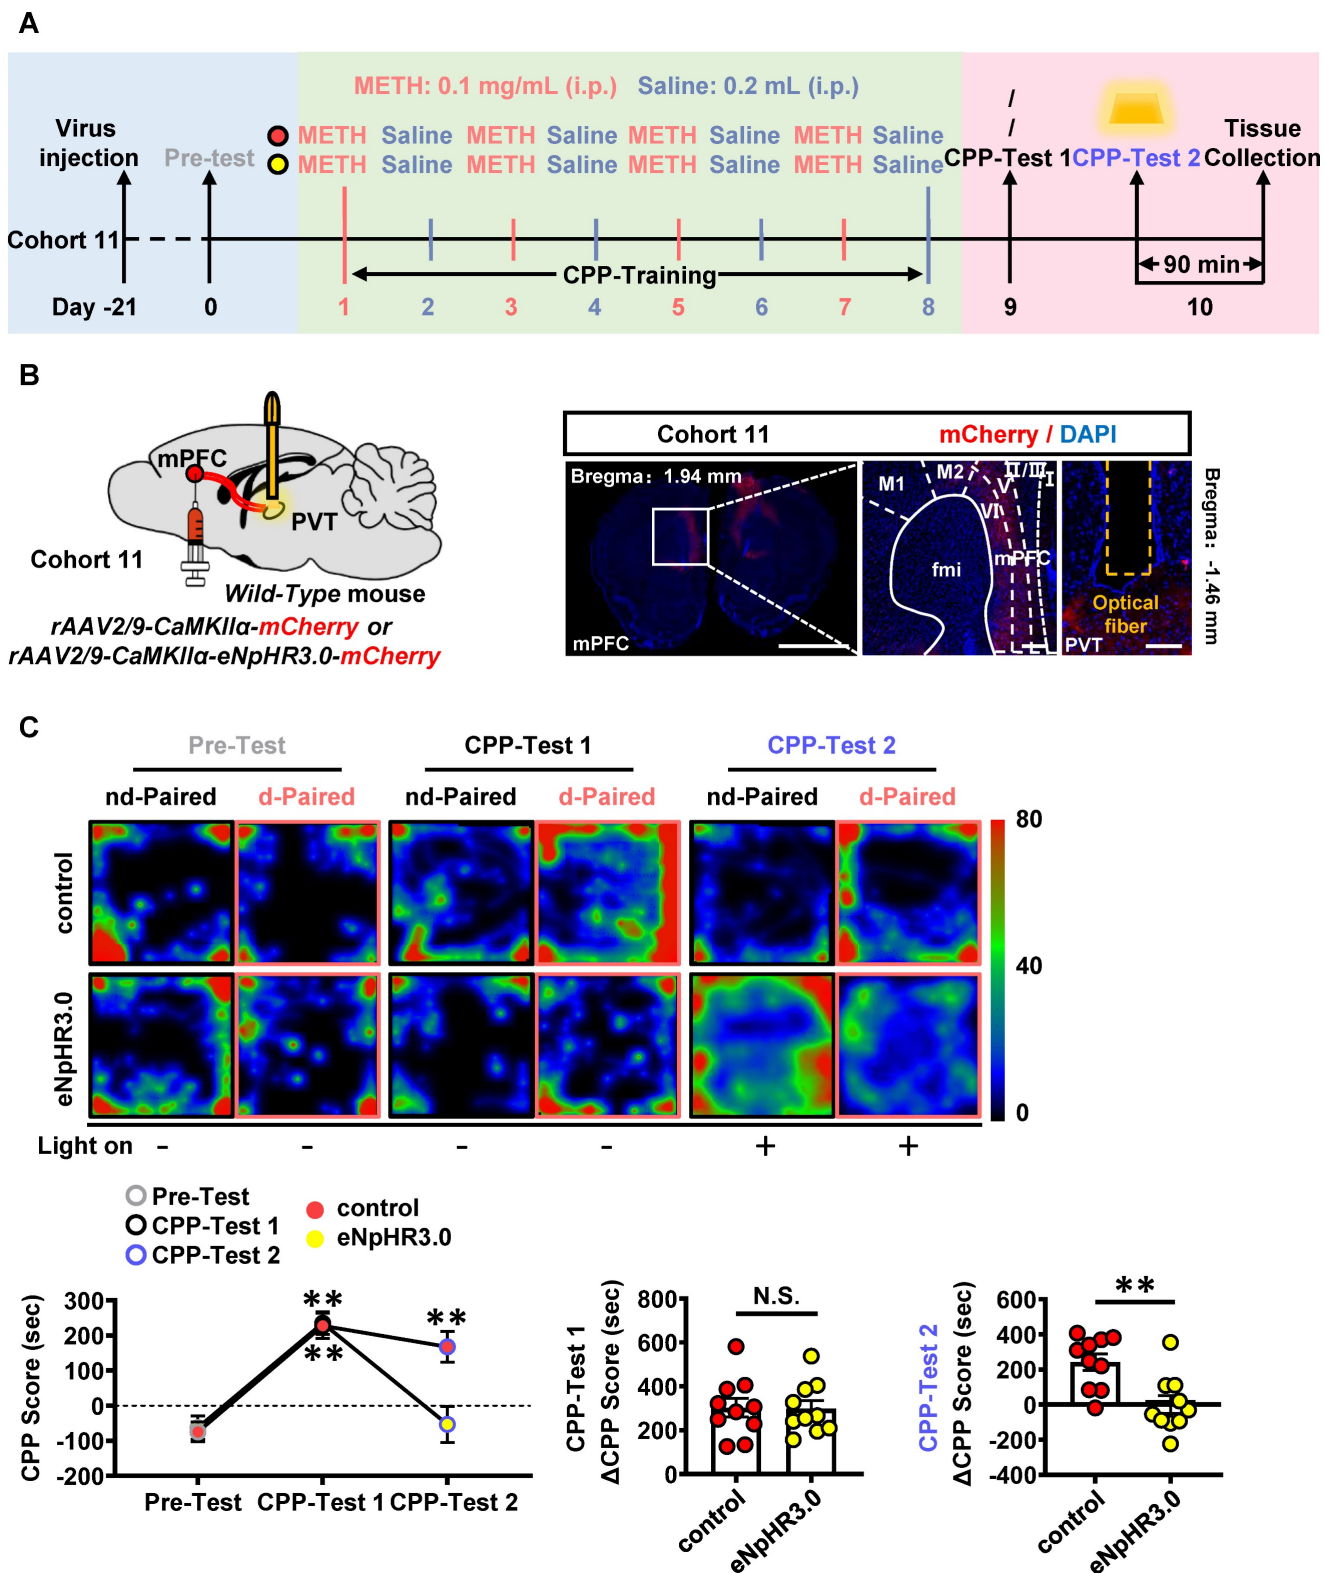 A
METH: 0.1 mg/mL (i.p.) Saline: 0.2 mL (i.p.)
Virus injection
Pre-test
METH Saline METH Saline METH Saline METH Saline
METH Saline METH Saline METH Saline METH Saline
/
/
CPP-Test 1
CPP-Test 2
Tissue Collection
Cohort 11
CPP-Training
90 min
Day -21 0 1 2 3 4 5 6 7 8 9 10
B
mPFC
PVT
Cohort 11
Wild-Type mouse
rAAV2/9-CaMKIIα-mCherry or
rAAV2/9-CaMKIIα-eNpHR3.0-mCherry
Cohort 11 mCherry / DAPI
Bregma: 1.94 mm
mPFC
M1
M2
II/III
I
V
VI
mPFC
fmi
Optical
fiber
PVT
Bregma: -1.46 mm
C
Pre-Test CPP-Test 1 CPP-Test 2
nd-Paired d-Paired nd-Paired d-Paired nd-Paired d-Paired
control
eNpHR3.0
80
40
0
Light on - - - - + +
Pre-Test
CPP-Test 1
CPP-Test 2
control
eNpHR3.0
CPP Score (sec)
300
200
100
0
-100
-200
**
**
**
Pre-Test CPP-Test 1 CPP-Test 2
CPP-Test 1
ΔCPP Score (sec)
800
600
400
200
0
N.S.
control
eNpHR3.0
CPP-Test 2
ΔCPP Score (sec)
600
400
200
0
-200
-400
**
control
eNpHR3.0